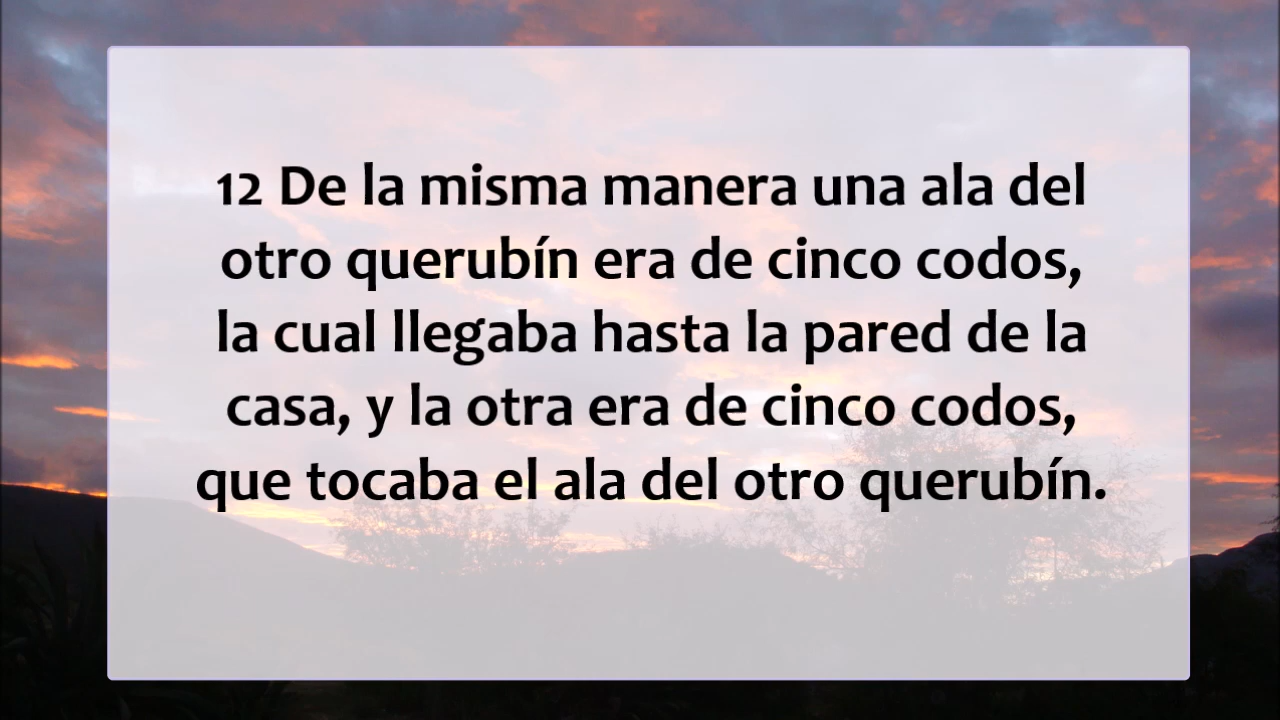 12 De la misma manera una ala del
otro querubín era de cinco codos,
la cual llegaba hasta la pared de la
casa, y la otra era de cinco codos,
que tocaba el ala del otro querubín.